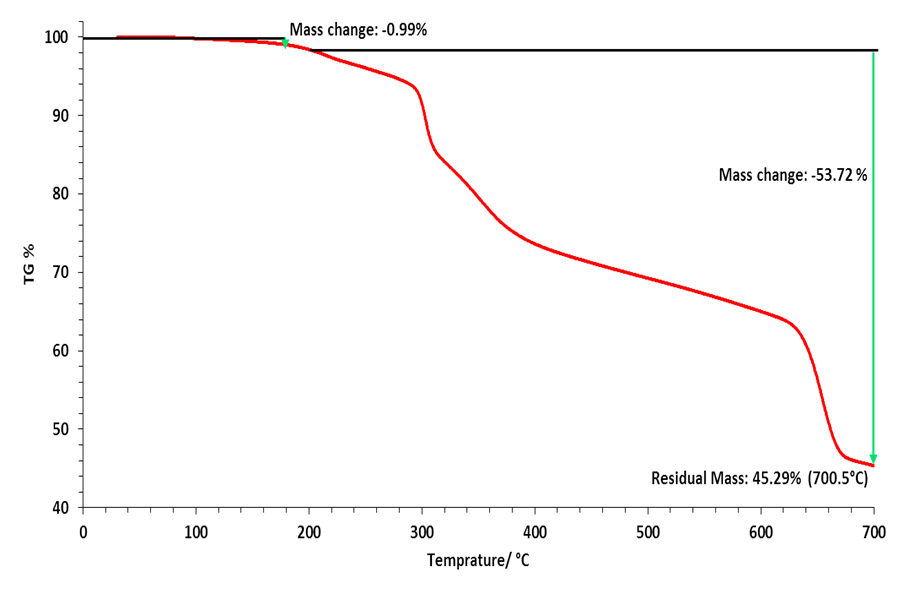 Mass change: -0.99%
100
90
80
70
60
50
40
TG %
Mass change: -53.72 %
Residual Mass: 45.29% (700.5°C)
0 100 200 300 400 500 600 700
Temprature/ °C